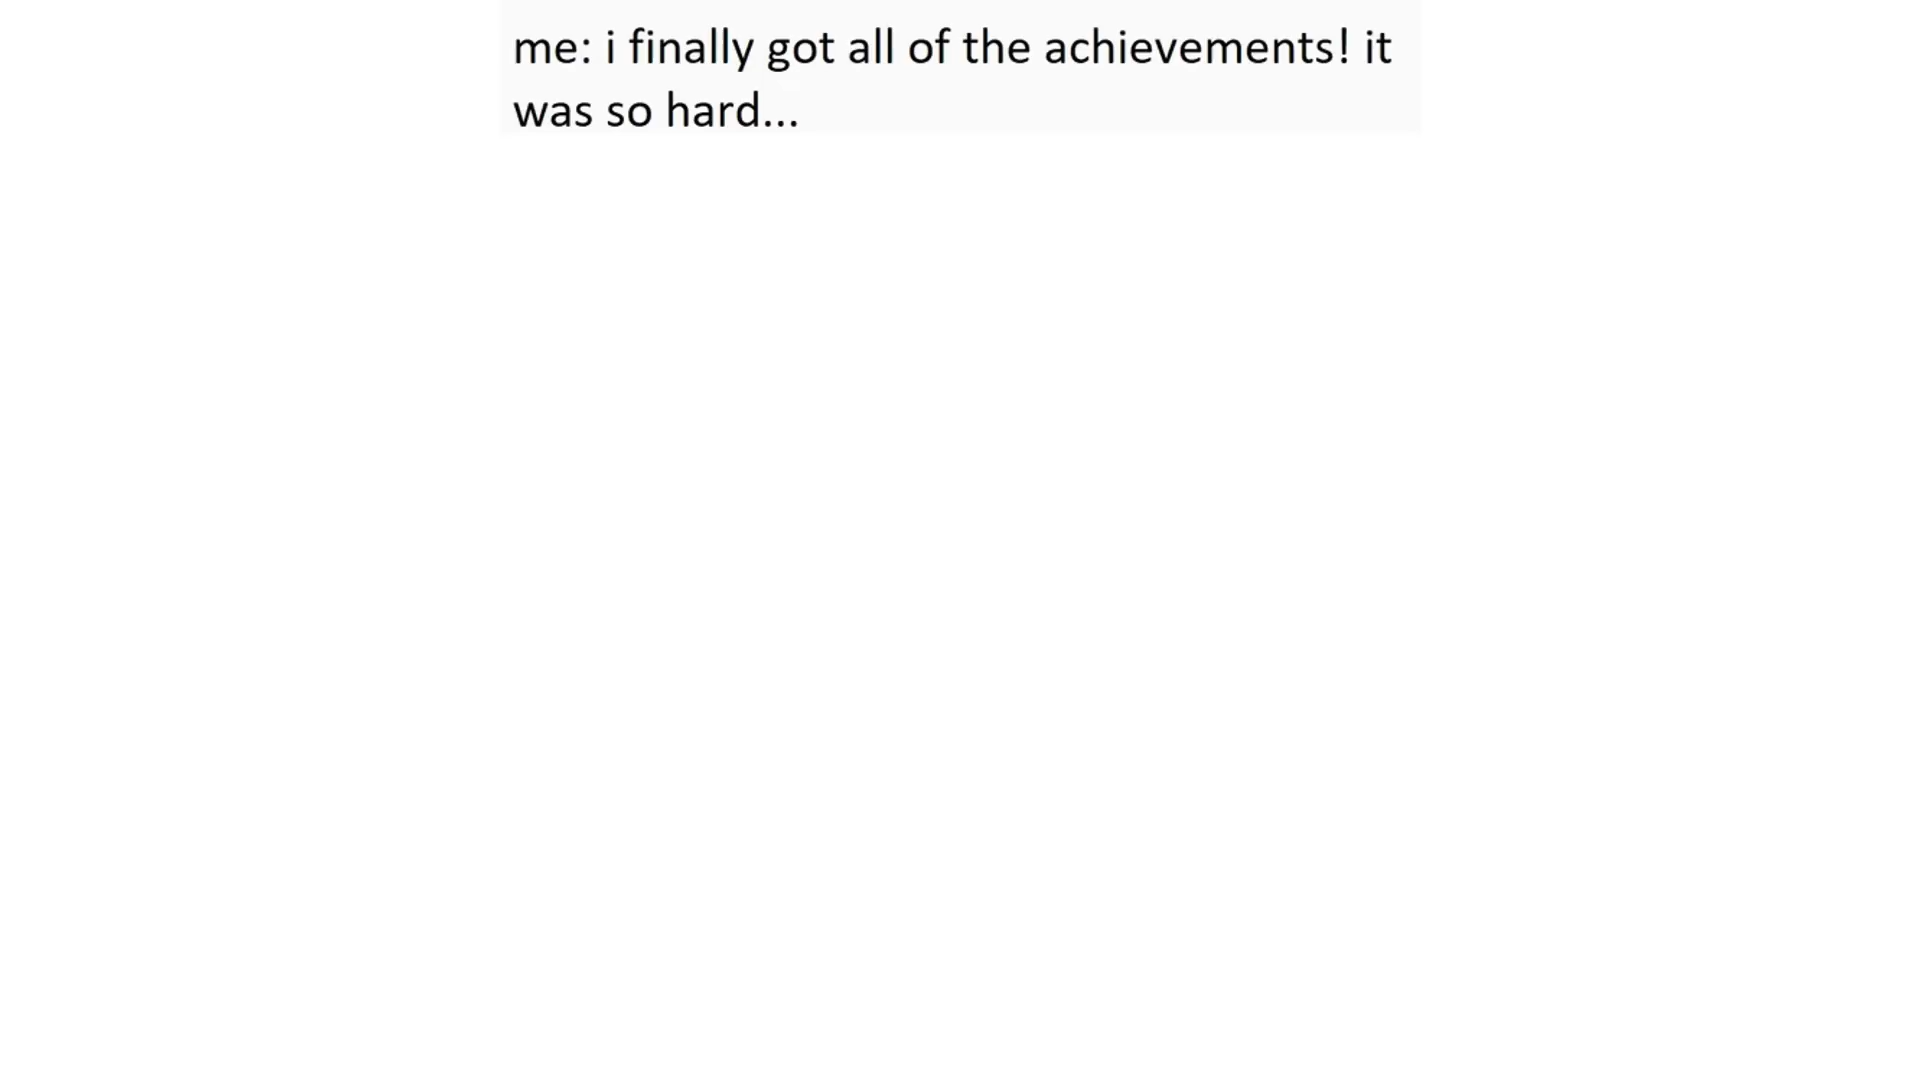 me: i finally got all of the achievements! it
was so hard...